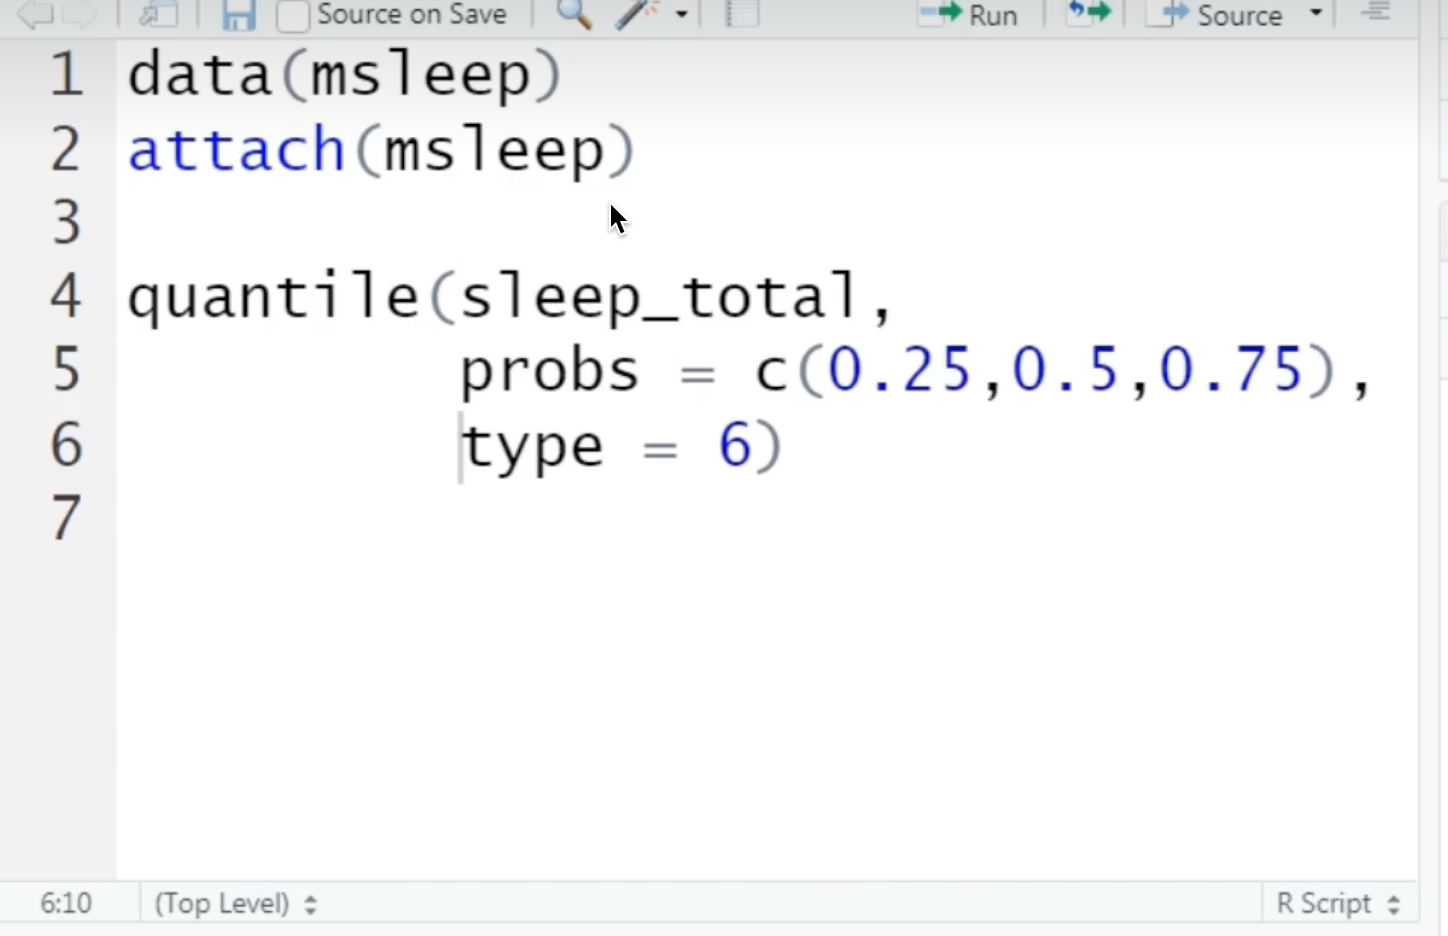 Source on Save Run Source
1 data(msleep)
2 attach(msleep)
3
4 quantile(sleep_total,
5 probs = c(0.25,0.5,0.75),
6 type = 6)
7
6:10 (Top Level) R Script